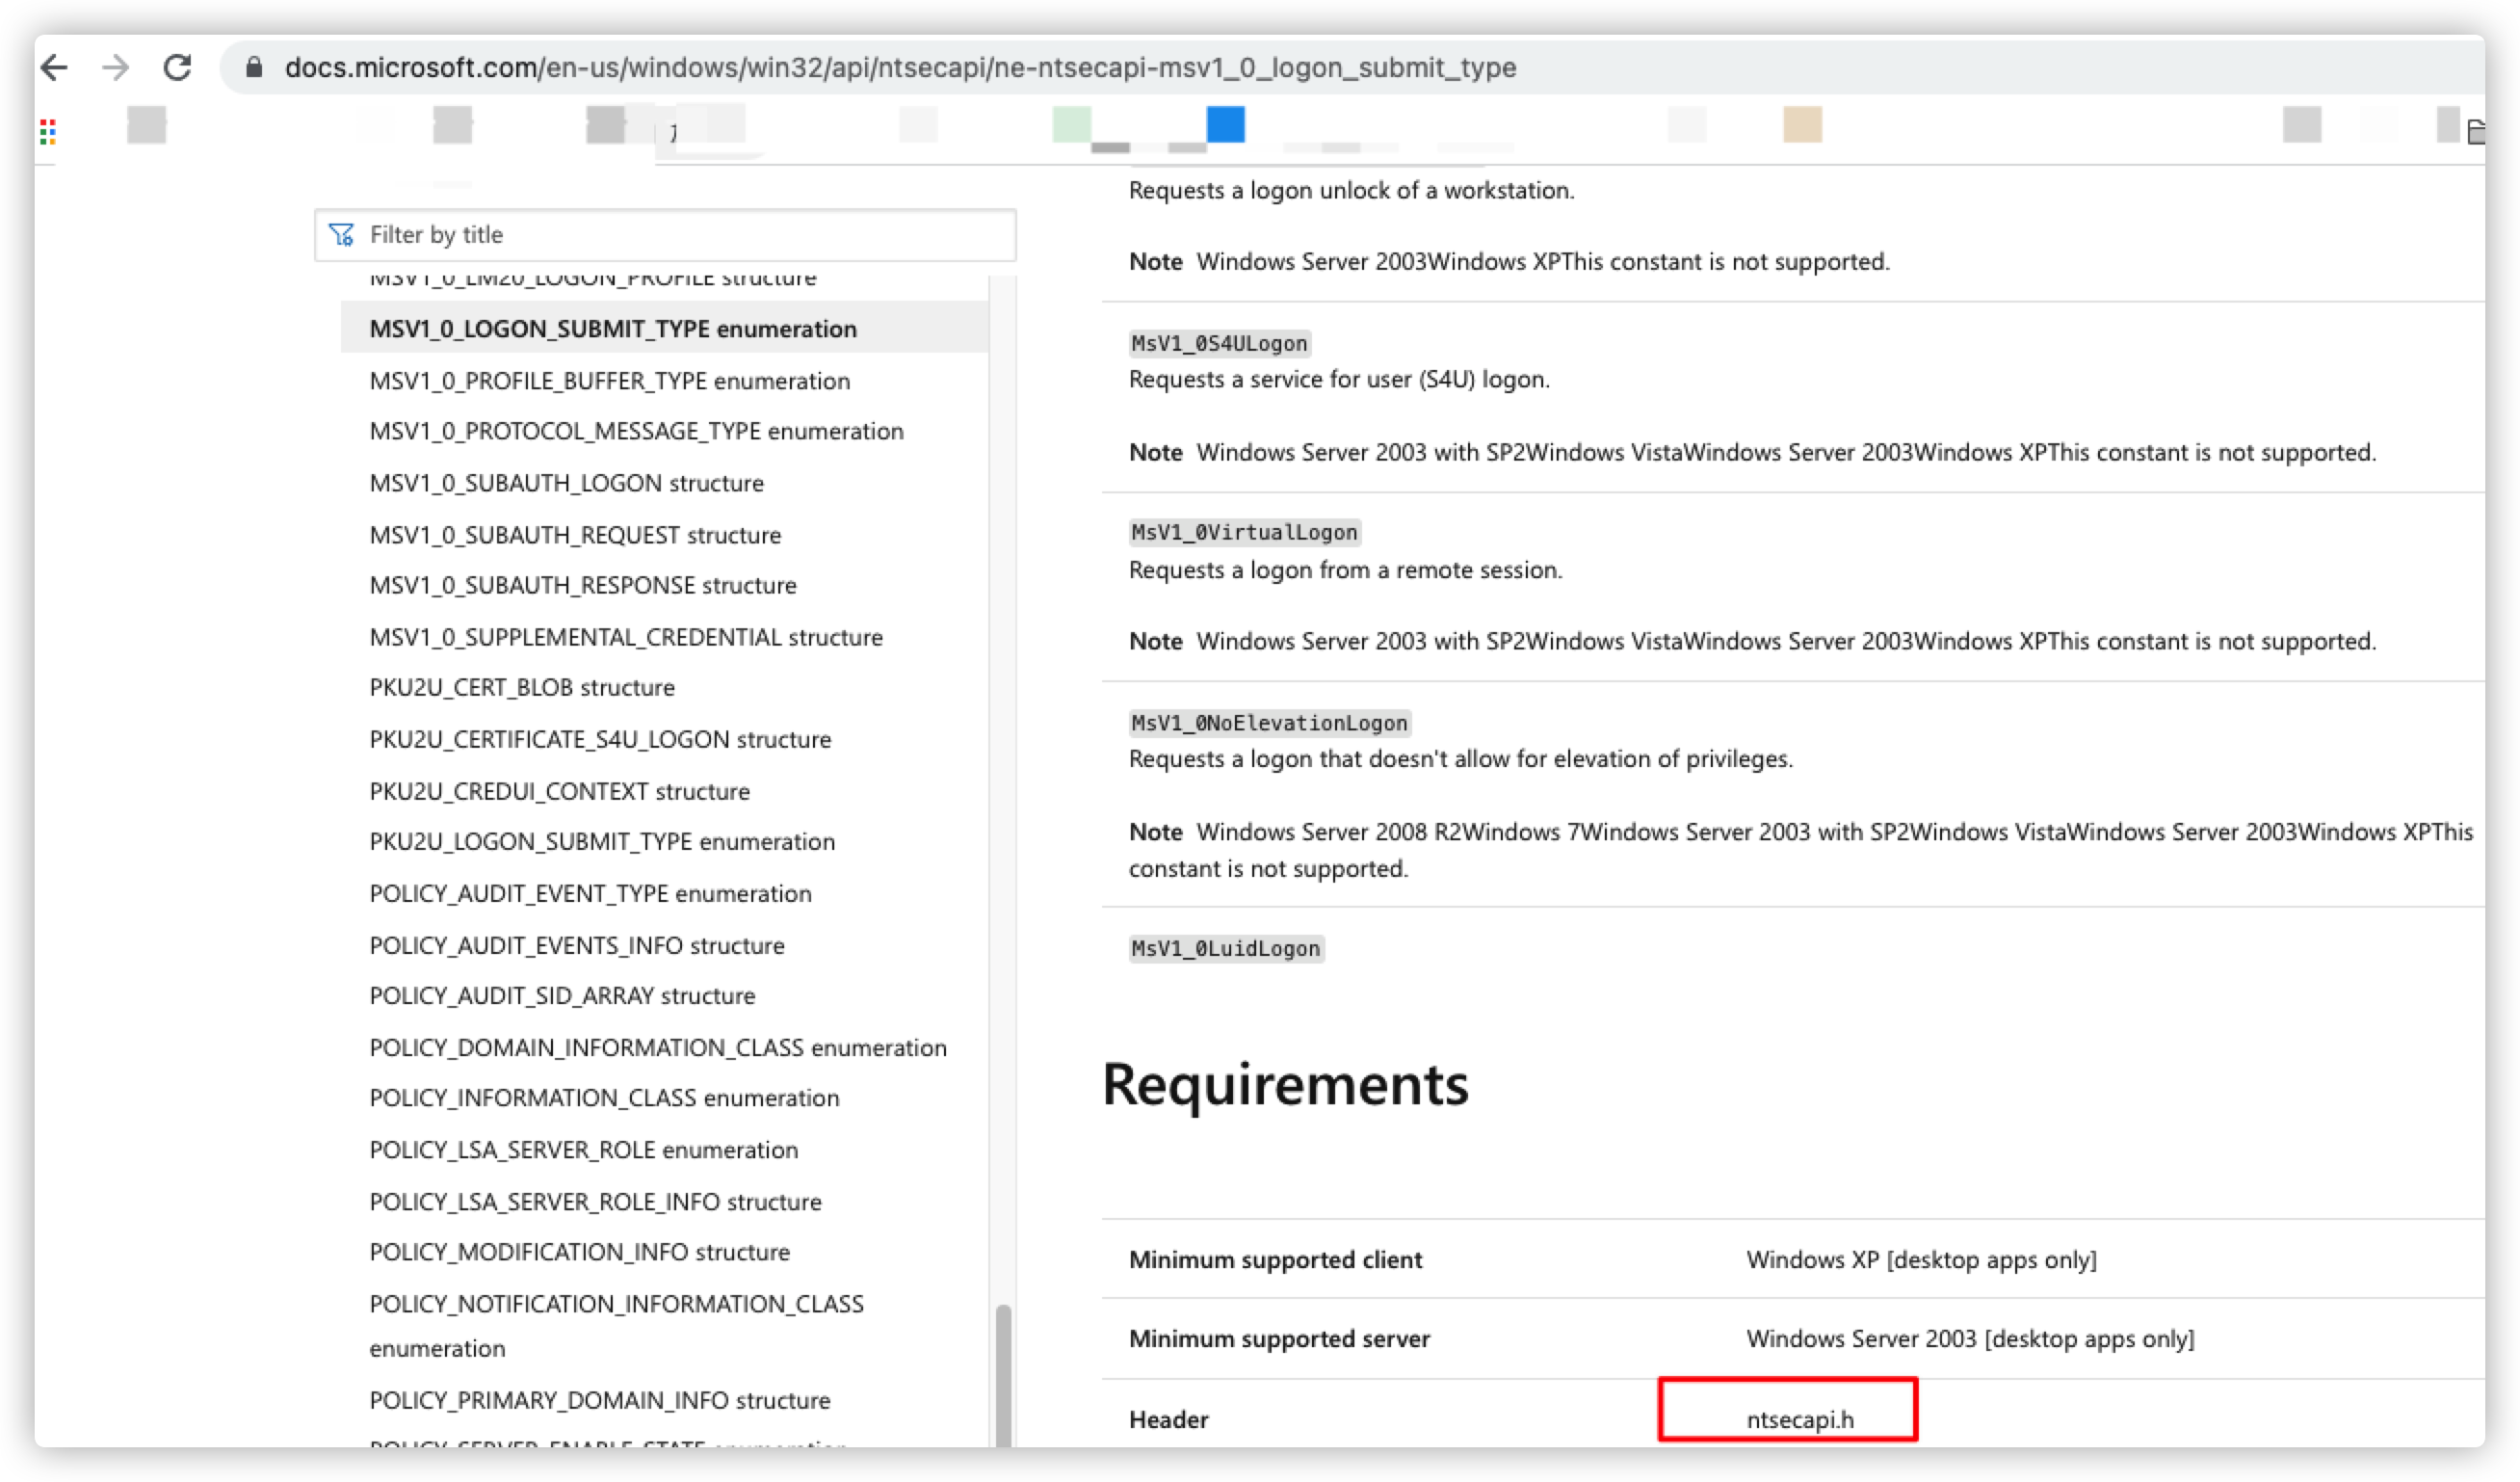 docs.microsoft.com/en-us/windows/win32/api/ntsecapi/ne-ntsecapi-msv1_0_logon_submit_type
Filter by title
MSV1_0_LM20_LOGON_PROFILE structure
MSV1_0_LOGON_SUBMIT_TYPE enumeration
MSV1_0_PROFILE_BUFFER_TYPE enumeration
MSV1_0_PROTOCOL_MESSAGE_TYPE enumeration
MSV1_0_SUBAUTH_LOGON structure
MSV1_0_SUBAUTH_REQUEST structure
MSV1_0_SUBAUTH_RESPONSE structure
MSV1_0_SUPPLEMENTAL_CREDENTIAL structure
PKU2U_CERT_BLOB structure
PKU2U_CERTIFICATE_S4U_LOGON structure
PKU2U_CREDUI_CONTEXT structure
PKU2U_LOGON_SUBMIT_TYPE enumeration
POLICY_AUDIT_EVENT_TYPE enumeration
POLICY_AUDIT_EVENTS_INFO structure
POLICY_AUDIT_SID_ARRAY structure
POLICY_DOMAIN_INFORMATION_CLASS enumeration
POLICY_INFORMATION_CLASS enumeration
POLICY_LSA_SERVER_ROLE enumeration
POLICY_LSA_SERVER_ROLE_INFO structure
POLICY_MODIFICATION_INFO structure
POLICY_NOTIFICATION_INFORMATION_CLASS
enumeration
POLICY_PRIMARY_DOMAIN_INFO structure
POLICY_SERVER_ENABLE_STATE enumeration
Requests a logon unlock of a workstation.
Note Windows Server 2003Windows XPThis constant is not supported.
MsV1_0S4ULogon
Requests a service for user (S4U) logon.
Note Windows Server 2003 with SP2Windows VistaWindows Server 2003Windows XPThis constant is not supported.
MsV1_0VirtualLogon
Requests a logon from a remote session.
Note Windows Server 2003 with SP2Windows VistaWindows Server 2003Windows XPThis constant is not supported.
MsV1_0NoElevationLogon
Requests a logon that doesn't allow for elevation of privileges.
Note Windows Server 2008 R2Windows 7Windows Server 2003 with SP2Windows VistaWindows Server 2003Windows XPThis
constant is not supported.
MsV1_0LuidLogon
Requirements
Minimum supported client Windows XP [desktop apps only]
Minimum supported server Windows Server 2003 [desktop apps only]
Header ntsecapi.h